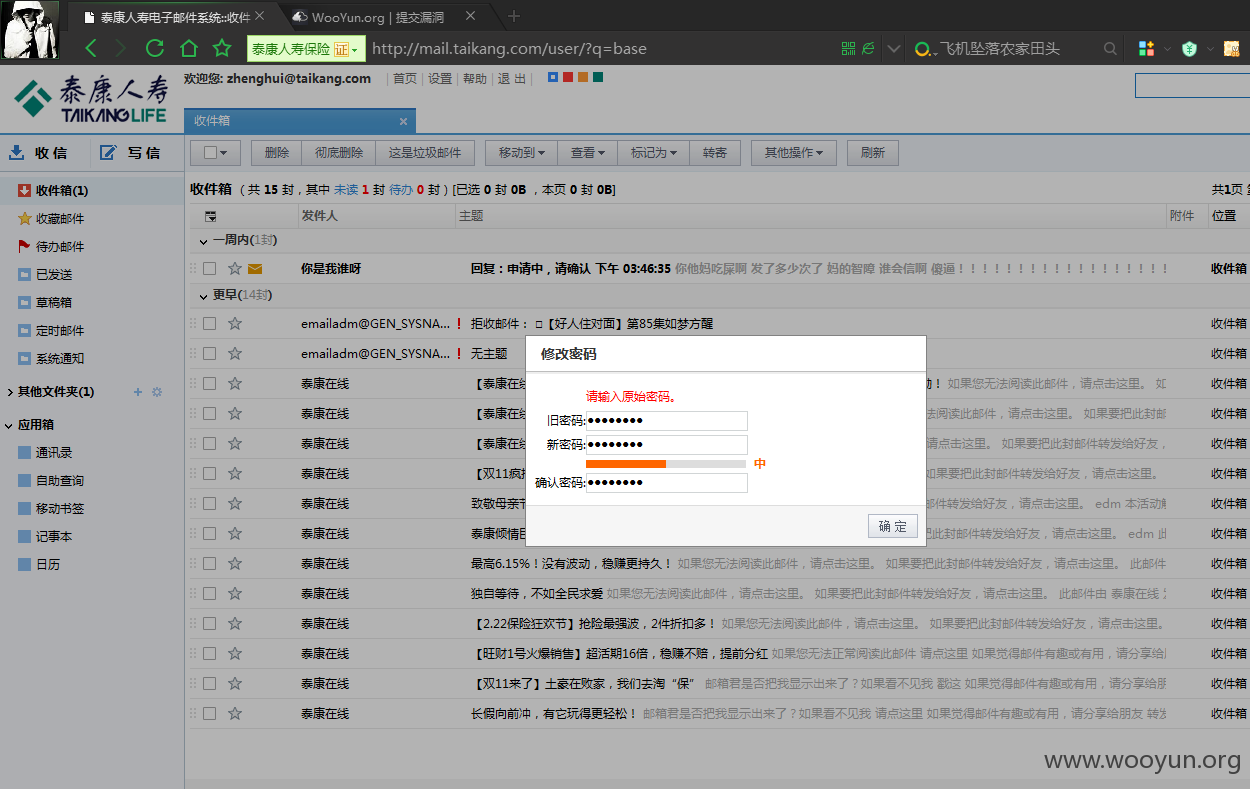 泰康人寿电子邮件系统::收件
WooYun.org | 提交漏洞
泰康人寿保险 证
http://mail.taikang.com/user/?q=base
飞机坠落农家田头
泰康人寿
TAIKANGLIFE
欢迎您: zhenghui@taikang.com | 首页 | 设置 | 帮助 | 退 出 |
收件箱
收 信
写 信
删除 彻底删除 这是垃圾邮件 移动到 查看 标记为 转寄 其他操作 刷新
收件箱(1)
收藏邮件
待办邮件
已发送
草稿箱
定时邮件
系统通知
其他文件夹(1)
应用箱
通讯录
自助查询
移动书签
记事本
日历
收件箱 ( 共 15 封 , 其中 未读 1 封 待办 0 封 ) [已选 0 封 0B , 本页 0 封 0B]
共1页
发件人 主题 附件 位置
一周内(1封)
你是我谁呀 回复:申请中,请确认 下午 03:46:35 你他妈吃屎啊 发了多少次了 妈的智障 谁会信啊 傻逼!!!!!!!!!!!!!!!!!! 收件箱
更早(14封)
emailadm@GEN_SYSNA... ! 拒收邮件: 【好人住对面】第85集如梦方醒 收件箱
emailadm@GEN_SYSNA... ! 无主题 收件箱
泰康在线 【泰康在线 ! 如果您无法阅读此邮件,请点击这里。 如 收件箱
泰康在线 【泰康在线 法阅读此邮件,请点击这里。 如果要把此封邮 收件箱
泰康在线 【泰康在线 请点击这里。 如果要把此封邮件转发给好友, 收件箱
泰康在线 【双11疯抢 如果要把此封邮件转发给好友,请点击这里。 收件箱
泰康在线 致敬母亲节 邮件转发给好友,请点击这里。 edm 本活动解 收件箱
泰康在线 泰康倾情 把此封邮件转发给好友,请点击这里。 edm 此 收件箱
泰康在线 最高6.15%!没有波动,稳赚更持久! 如果您无法阅读此邮件,请点击这里。 如果要把此封邮件转发给好友,请点击这里。 此邮件 收件箱
泰康在线 独自等待,不如全民求爱 如果您无法阅读此邮件,请点击这里。 如果要把此封邮件转发给好友,请点击这里。 此邮件由 泰康在线 收件箱
泰康在线 【2.22保险狂欢节】抢险最强波,2件折扣多! 如果您无法阅读此邮件,请点击这里。 如果要把此封邮件转发给好友,请点击这里。 收件箱
泰康在线 【旺财1号火爆销售】超活期16倍,稳赚不赔,提前分红 如果您无法正常阅读此邮件 请点击这里 如果觉得邮件有趣或有用,请分享给 收件箱
泰康在线 【双11来了】土豪在败家,我们去淘“保” 邮箱君是否把我显示出来了?如果看不见我 戳这 如果觉得邮件有趣或有用,请分享给朋 收件箱
泰康在线 长假向前冲,有它玩得更轻松! 邮箱君是否把我显示出来了?如果看不见我 请点击这里 如果觉得邮件有趣或有用,请分享给朋友 转发 收件箱
修改密码
请输入原始密码。
旧密码:●●●●●●●●
新密码:●●●●●●●●
中
确认密码:●●●●●●●●
确 定
www.wooyun.org